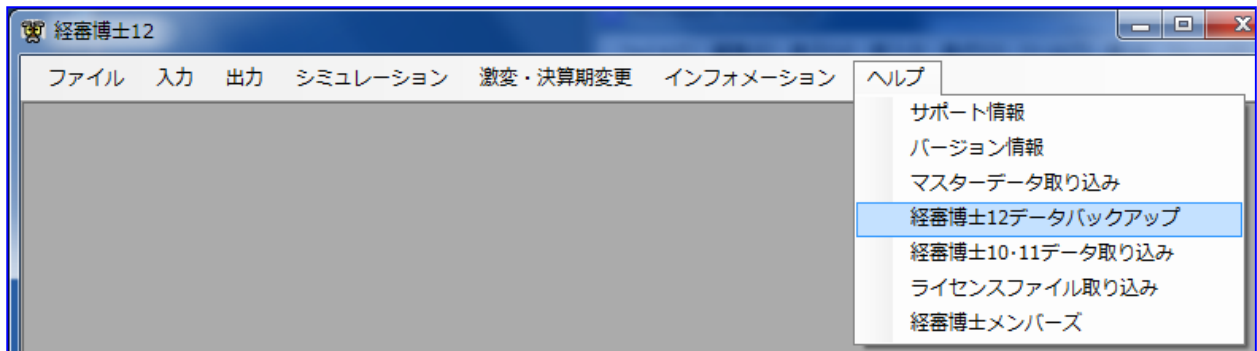 経審博士12
ファイル 入力 出力 シミュレーション 激変・決算期変更 インフォメーション ヘルプ
サポート情報
バージョン情報
マスターデータ取り込み
経審博士12データバックアップ
経審博士10・11データ取り込み
ライセンスファイル取り込み
経審博士メンバーズ